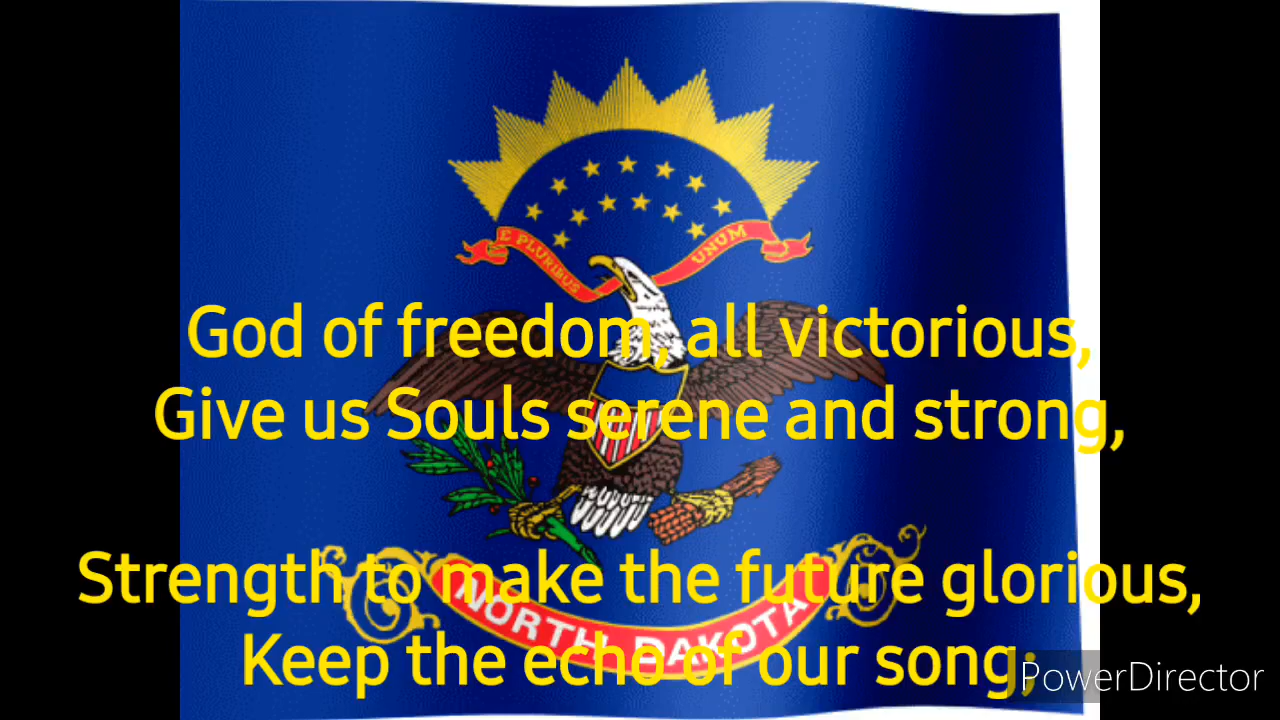 E PLURIBUS UNUM
God of freedom, all victorious,
Give us Souls serene and strong,
Strength to make the future glorious,
Keep the echo of our song;
NORTH DAKOTA
PowerDirector